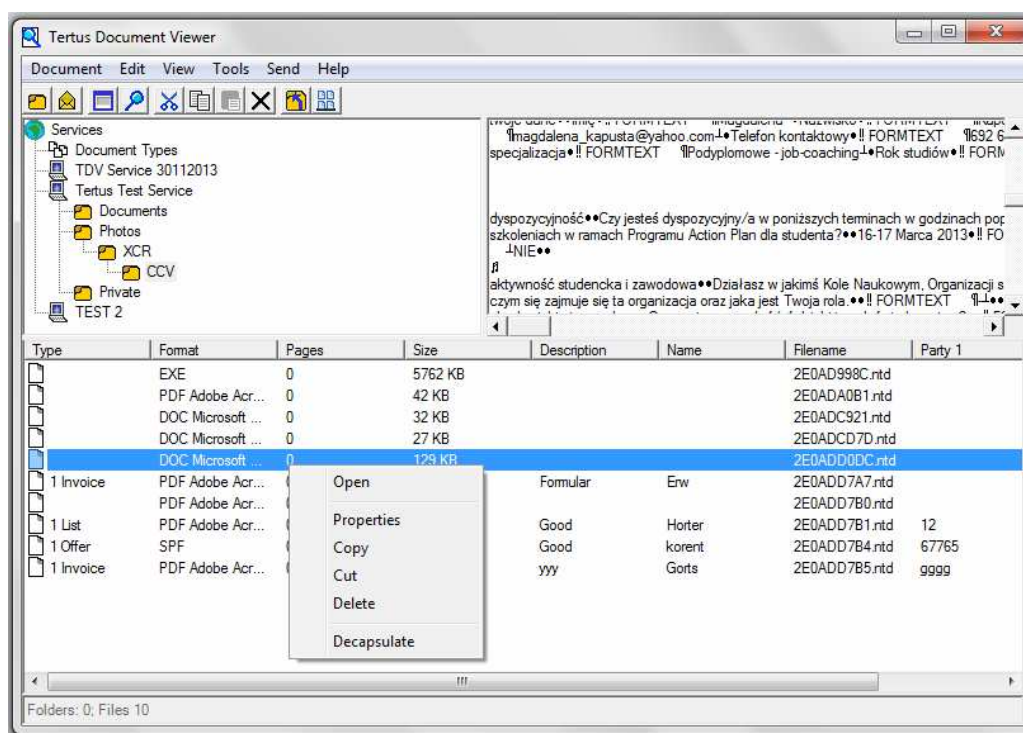 Tertus Document Viewer
Document Edit View Tools Send Help
Services
Document Types
TDV Service 30112013
Tertus Test Service
Documents
Photos
XCR
CCV
Private
TEST 2
¶magdalena_kapusta@yahoo.com┴•Telefon kontaktowy•‼ FORMTEXT ¶692 6
specjalizacja•‼ FORMTEXT ¶Podyplomowe - job-coaching┴•Rok studiów•‼ FORM
dyspozycyjność••Czy jesteś dyspozycyjny/a w poniższych terminach w godzinach pop
szkoleniach w ramach Programu Action Plan dla studenta?••16-17 Marca 2013•‼ FO
┴NIE••
♬
aktywność studencka i zawodowa••Działasz w jakimś Kole Naukowym, Organizacji s
czym się zajmuje się ta organizacja oraz jaka jest Twoja rola.••‼ FORMTEXT ¶┴••
Type Format Pages Size Description Name Filename Party 1
EXE 0 5762 KB 2E0AD998C.ntd
PDF Adobe Acr... 0 42 KB 2E0ADA0B1.ntd
DOC Microsoft ... 0 32 KB 2E0ADC921.ntd
DOC Microsoft ... 0 27 KB 2E0ADCD7D.ntd
DOC Microsoft ... 0 129 KB 2E0ADD0DC.ntd
1 Invoice PDF Adobe Acr... Formular Erw 2E0ADD7A7.ntd
PDF Adobe Acr... 2E0ADD7B0.ntd
1 List PDF Adobe Acr... Good Horter 2E0ADD7B1.ntd 12
1 Offer SPF Good korent 2E0ADD7B4.ntd 67765
1 Invoice PDF Adobe Acr... yyy Gorts 2E0ADD7B5.ntd gggg
Open
Properties
Copy
Cut
Delete
Decapsulate
Folders: 0; Files 10